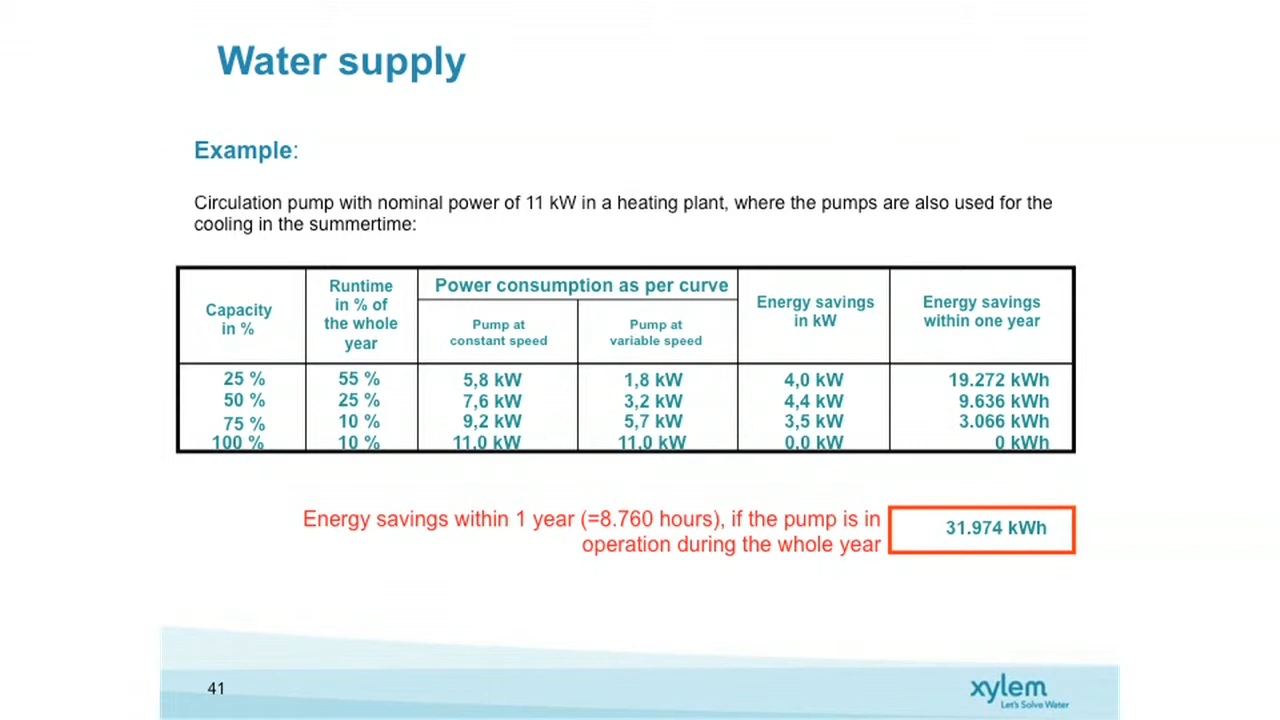 Water supply
Example:
Circulation pump with nominal power of 11 kW in a heating plant, where the pumps are also used for the
cooling in the summertime:
Capacity
in %
Runtime
in % of
the whole
year
Power consumption as per curve
Pump at
constant speed
Pump at
variable speed
Energy savings
in kW
Energy savings
within one year
25 % 55 % 5,8 kW 1,8 kW 4,0 kW 19.272 kWh
50 % 25 % 7,6 kW 3,2 kW 4,4 kW 9.636 kWh
75 % 10 % 9,2 kW 5,7 kW 3,5 kW 3.066 kWh
100 % 10 % 11,0 kW 11,0 kW 0,0 kW 0 kWh
Energy savings within 1 year (=8.760 hours), if the pump is in
operation during the whole year
31.974 kWh
41
xylem
Let's Solve Water